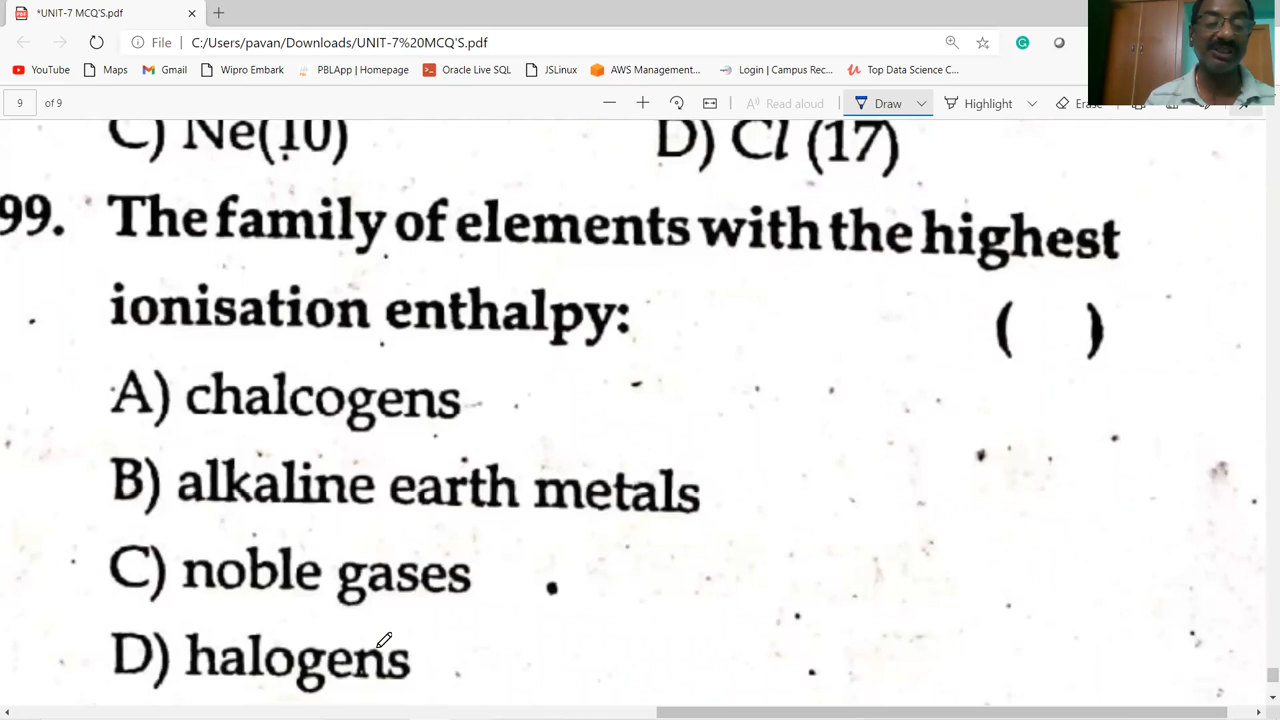 *UNIT-7 MCQ'S.pdf
File C:/Users/pavan/Downloads/UNIT-7%20MCQ'S.pdf
YouTube Maps Gmail Wipro Embark PBLApp | Homepage Oracle Live SQL JSLinux AWS Management... Login | Campus Rec... Top Data Science C...
9 of 9 Read aloud Draw Highlight Erase
C) Ne(10) D) Cl (17)
99. The family of elements with the highest
ionisation enthalpy: ( )
A) chalcogens
B) alkaline earth metals
C) noble gases
D) halogens